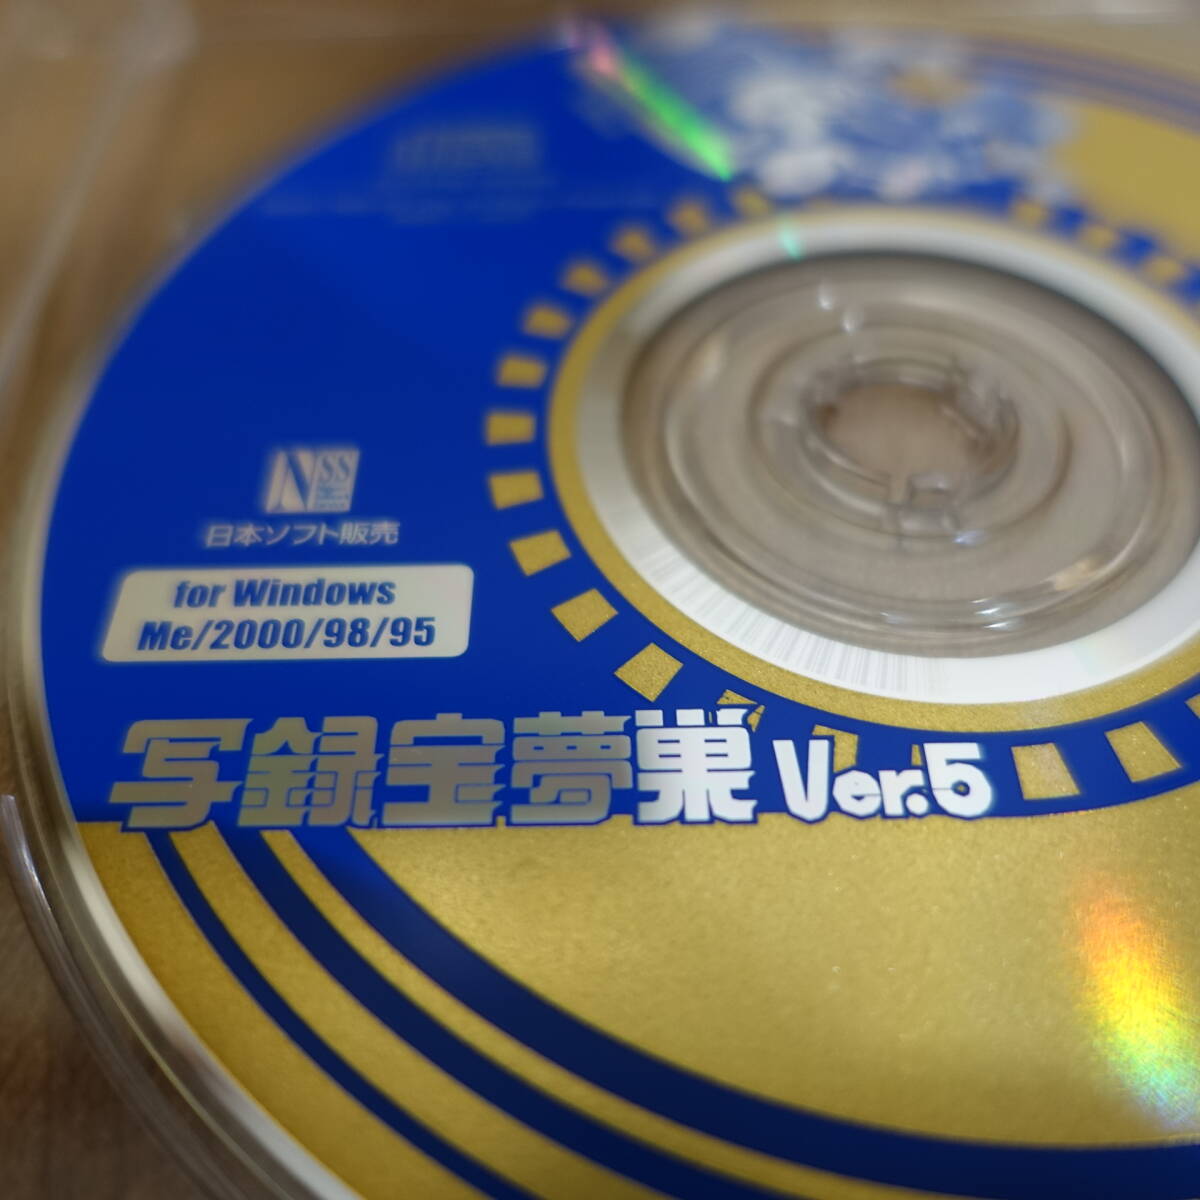 NSS
日本ソフト販売
for Windows
Me/2000/98/95
写録宝夢巣 Ver.5